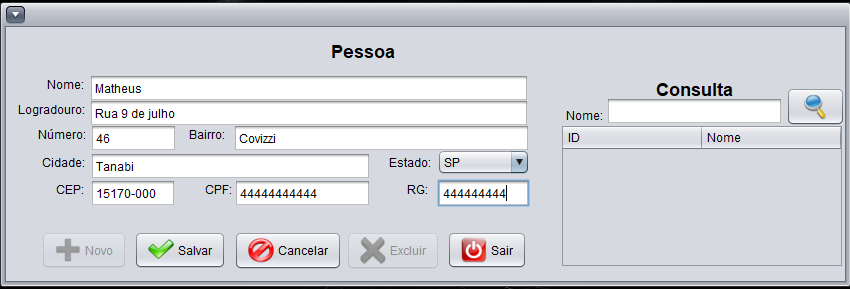 Pessoa
Nome: Matheus
Logradouro: Rua 9 de julho
Número: 46 Bairro: Covizzi
Cidade: Tanabi Estado: SP
CEP: 15170-000 CPF: 44444444444 RG: 444444444
Novo Salvar Cancelar Excluir Sair
Consulta
Nome:
ID Nome